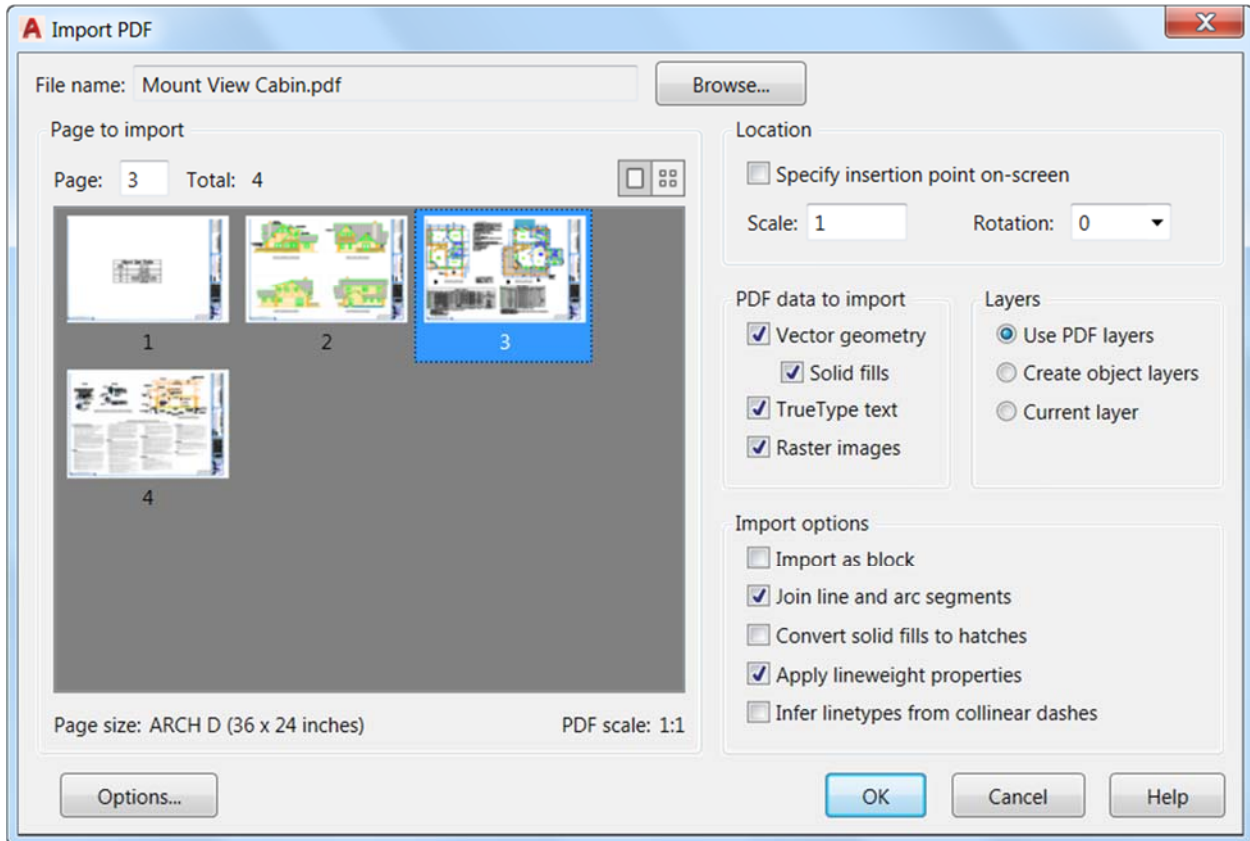 Import PDF
File name: Mount View Cabin.pdf Browse...
Page to import
Page: 3 Total: 4
1 2 3
4
Page size: ARCH D (36 x 24 inches) PDF scale: 1:1
Location
Specify insertion point on-screen
Scale: 1 Rotation: 0
PDF data to import
Vector geometry
Solid fills
TrueType text
Raster images
Layers
Use PDF layers
Create object layers
Current layer
Import options
Import as block
Join line and arc segments
Convert solid fills to hatches
Apply lineweight properties
Infer linetypes from collinear dashes
Options... OK Cancel Help